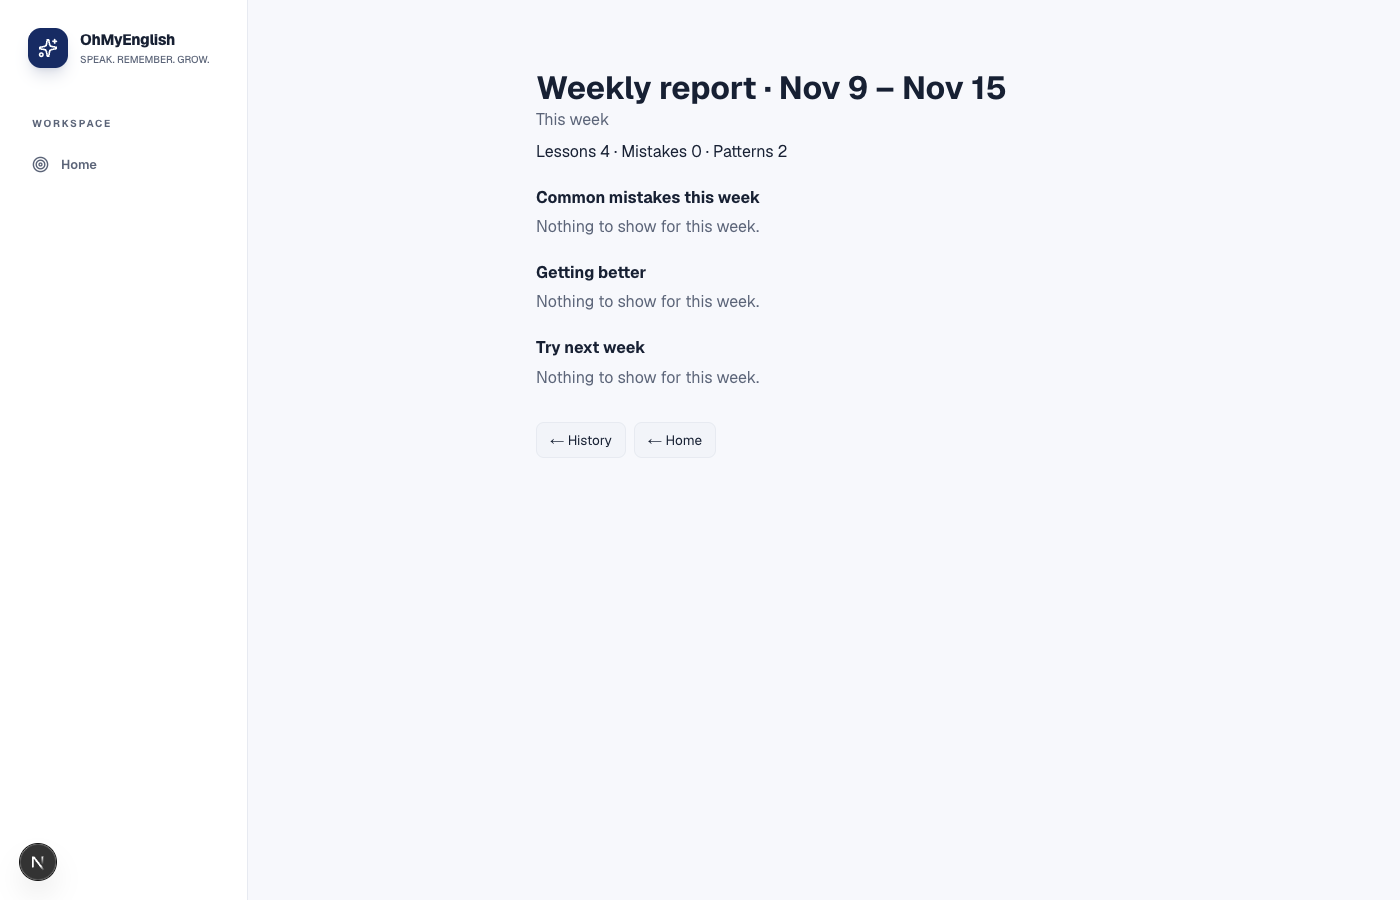 OhMyEnglish
SPEAK. REMEMBER. GROW.
WORKSPACE
Home
Weekly report · Nov 9 – Nov 15
This week
Lessons 4 · Mistakes 0 · Patterns 2
Common mistakes this week
Nothing to show for this week.
Getting better
Nothing to show for this week.
Try next week
Nothing to show for this week.
← History
← Home
N